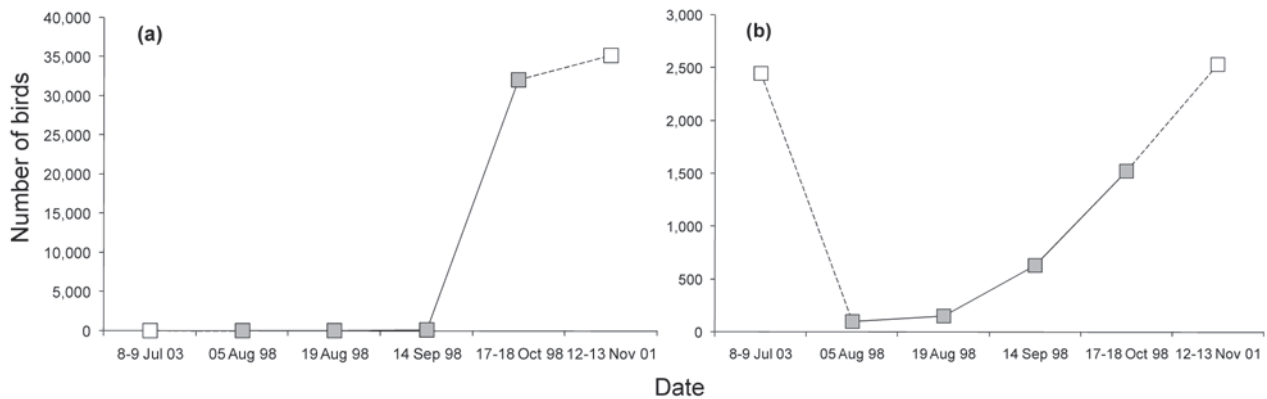 (a)
Number of birds
40,000
35,000
30,000
25,000
20,000
15,000
10,000
5,000
0
8-9 Jul 03 05 Aug 98 19 Aug 98 14 Sep 98 17-18 Oct 98 12-13 Nov 01
(b)
3,000
2,500
2,000
1,500
1,000
500
0
8-9 Jul 03 05 Aug 98 19 Aug 98 14 Sep 98 17-18 Oct 98 12-13 Nov 01
Date